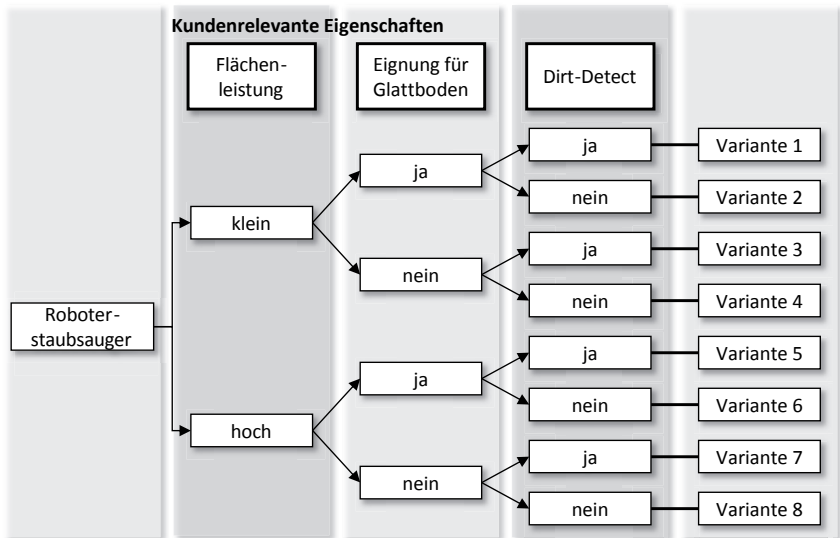 Kundenrelevante Eigenschaften
Flächen-
leistung
Eignung für
Glattboden
Dirt-Detect
ja
Variante 1
ja
nein
Variante 2
klein
ja
Variante 3
nein
nein
Variante 4
Roboter-
staubsauger
ja
Variante 5
ja
nein
Variante 6
hoch
ja
Variante 7
nein
nein
Variante 8